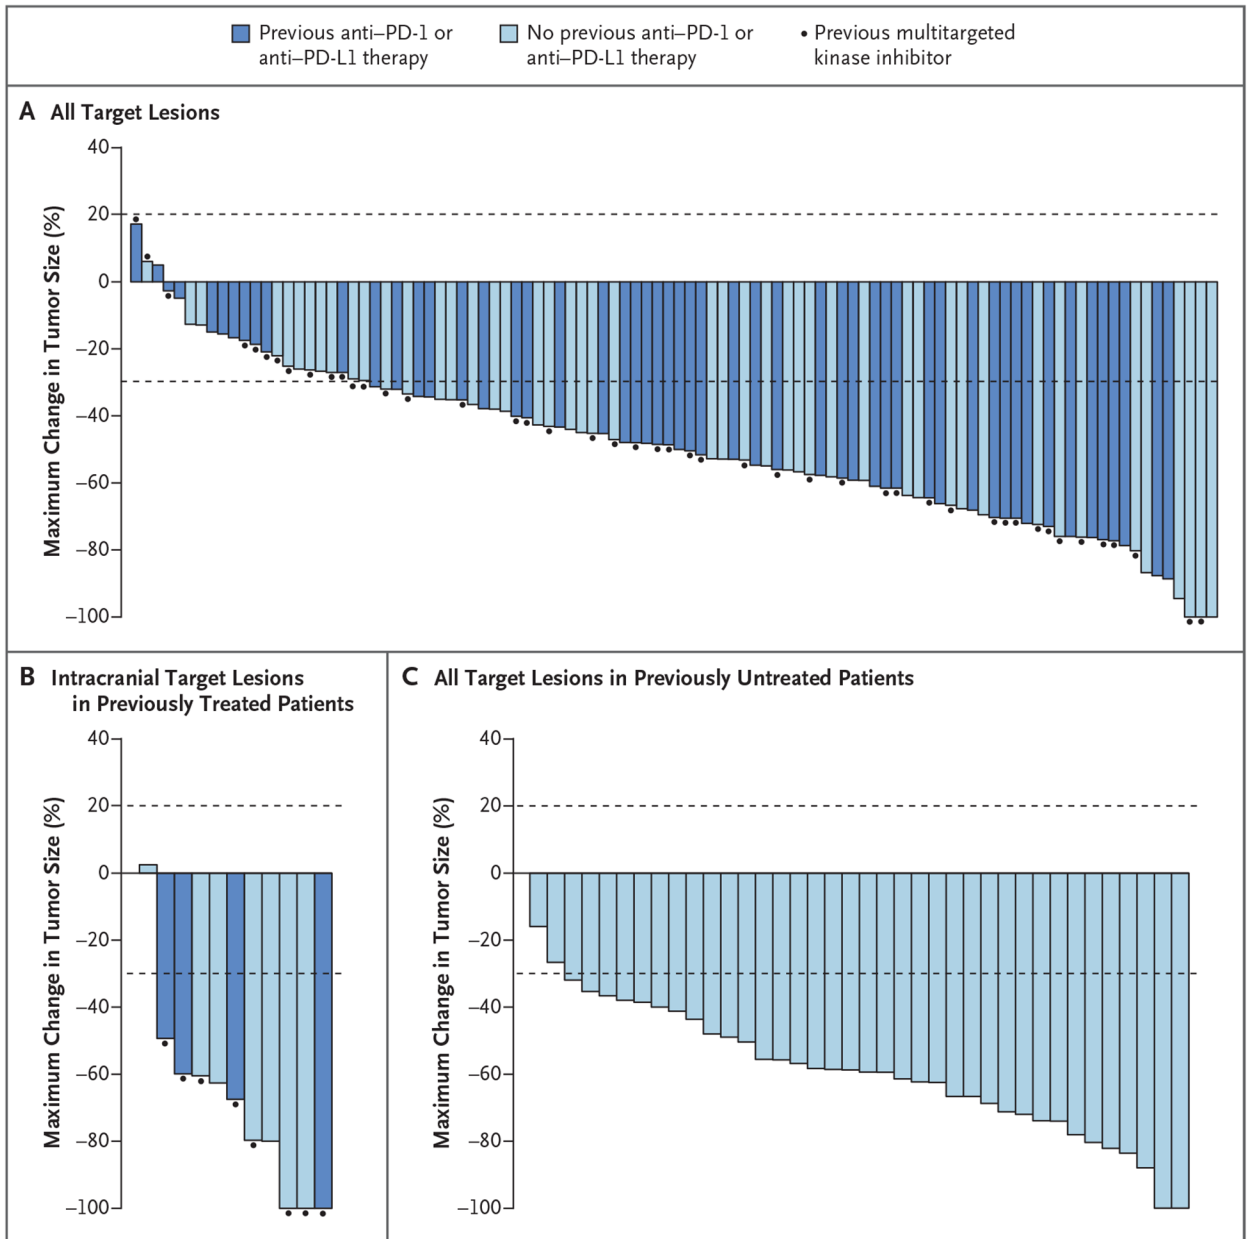 Previous anti–PD-1 or
anti–PD-L1 therapy
No previous anti–PD-1 or
anti–PD-L1 therapy
Previous multitargeted
kinase inhibitor
A All Target Lesions
Maximum Change in Tumor Size (%)
40
20
0
−20
−40
−60
−80
−100
B Intracranial Target Lesions
in Previously Treated Patients
Maximum Change in Tumor Size (%)
40
20
0
−20
−40
−60
−80
−100
C All Target Lesions in Previously Untreated Patients
Maximum Change in Tumor Size (%)
40
20
0
−20
−40
−60
−80
−100